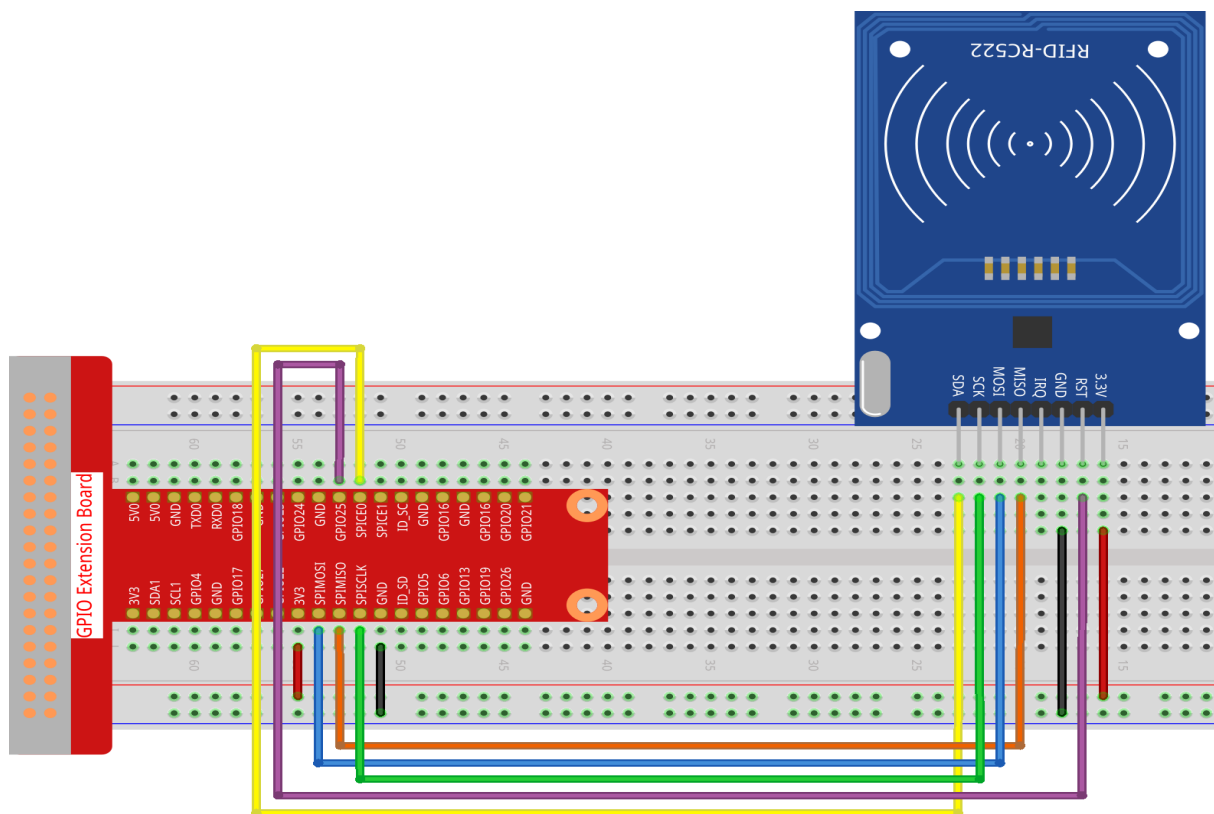 RFID-RC522
SDA
SCK
MOSI
MISO
IRQ
GND
RST
3.3V
60
55
50
45
40
35
30
25
20
15
GPIO Extension Board
5V0
5V0
GND
TXD0
RXD0
GPIO18
GPIO24
GND
GPIO25
SPICE0
SPICE1
ID_SC
GND
GPIO16
GND
GPIO16
GPIO20
GPIO21
3V3
SDA1
SCL1
GPIO4
GND
GPIO17
3V3
SPIMOSI
SPIMISO
SPISCLK
GND
ID_SD
GPIO5
GPIO6
GPIO13
GPIO19
GPIO26
GND
60
50
45
40
35
30
25
15